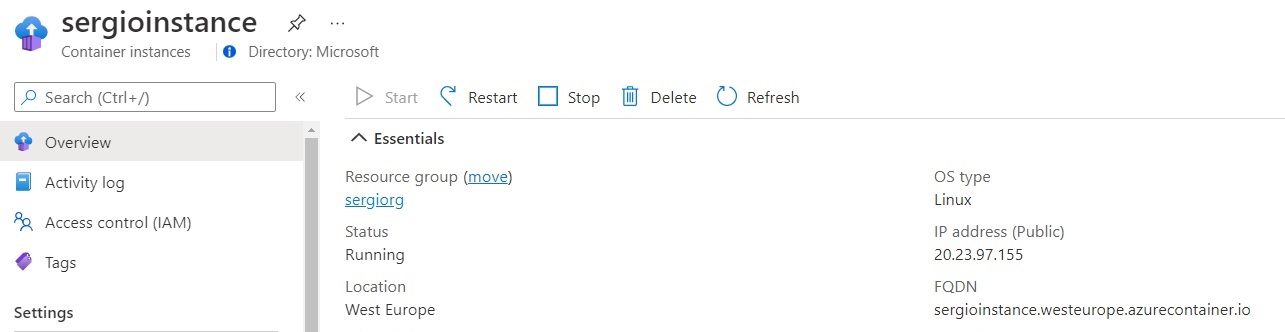 sergioinstance
Container instances
Directory: Microsoft
Search (Ctrl+/)
Start
Restart
Stop
Delete
Refresh
Overview
Activity log
Access control (IAM)
Tags
Settings
Essentials
Resource group (move)
sergiorg
Status
Running
Location
West Europe
OS type
Linux
IP address (Public)
20.23.97.155
FQDN
sergioinstance.westeurope.azurecontainer.io